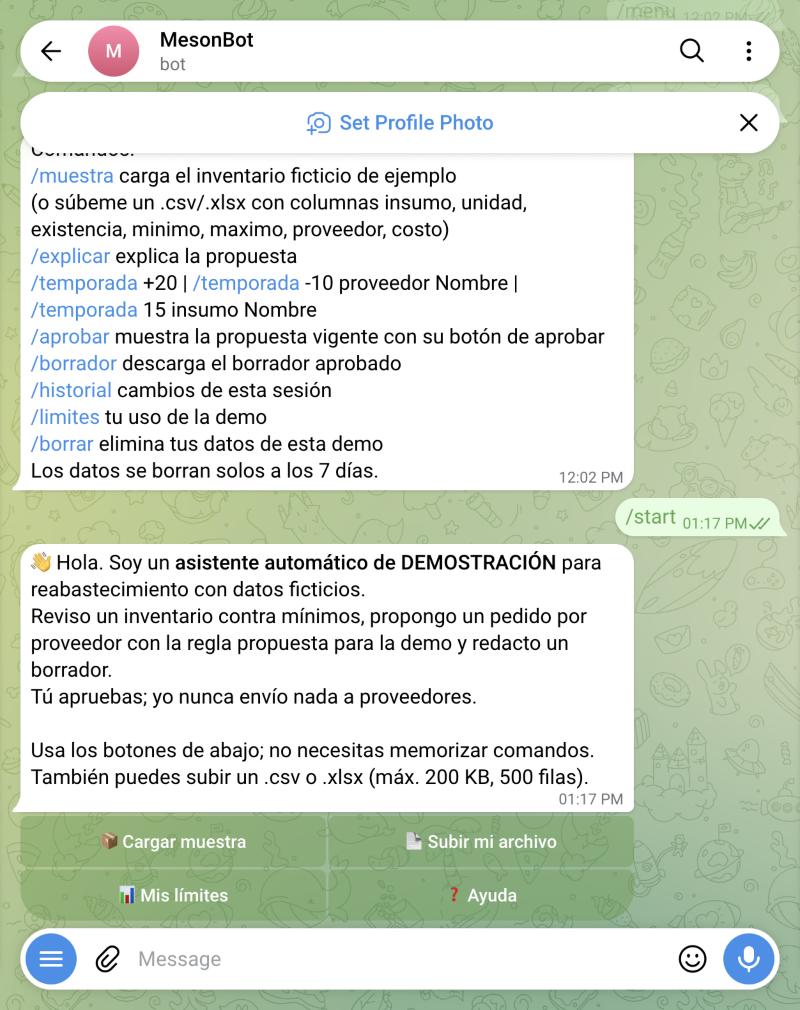 /menu 12:02 PM
MesonBot
M
bot
Set Profile Photo
Comandos:
/muestra carga el inventario ficticio de ejemplo
(o súbeme un .csv/.xlsx con columnas insumo, unidad,
existencia, minimo, maximo, proveedor, costo)
/explicar explica la propuesta
/temporada +20 | /temporada -10 proveedor Nombre |
/temporada 15 insumo Nombre
/aprobar muestra la propuesta vigente con su botón de aprobar
/borrador descarga el borrador aprobado
/historial cambios de esta sesión
/limites tu uso de la demo
/borrar elimina tus datos de esta demo
Los datos se borran solos a los 7 días.
12:02 PM
/start 01:17 PM
👋 Hola. Soy un asistente automático de DEMOSTRACIÓN para
reabastecimiento con datos ficticios.
Reviso un inventario contra mínimos, propongo un pedido por
proveedor con la regla propuesta para la demo y redacto un
borrador.
Tú apruebas; yo nunca envío nada a proveedores.
Usa los botones de abajo; no necesitas memorizar comandos.
También puedes subir un .csv o .xlsx (máx. 200 KB, 500 filas).
01:17 PM
📦 Cargar muestra
📄 Subir mi archivo
📊 Mis límites
❓ Ayuda
Message